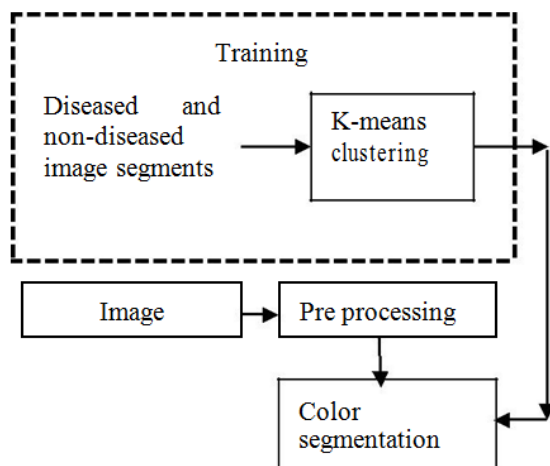 Training
Diseased and
non-diseased
image segments
K-means
clustering
Image
Pre processing
Color
segmentation